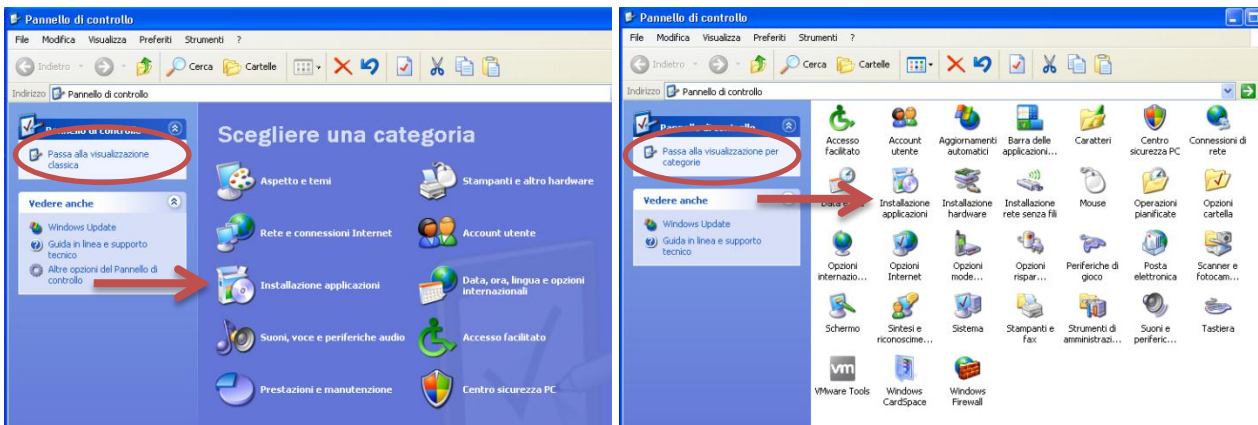 Pannello di controllo
File Modifica Visualizza Preferiti Strumenti ?
Indietro Cerca Cartelle
Indirizzo Pannello di controllo
Pannello di controllo
Passa alla visualizzazione
classica
Vedere anche
Windows Update
Guida in linea e supporto
tecnico
Altre opzioni del Pannello di
controllo
Scegliere una categoria
Aspetto e temi
Stampanti e altro hardware
Rete e connessioni Internet
Account utente
Installazione applicazioni
Data, ora, lingua e opzioni
internazionali
Suoni, voce e periferiche audio
Accesso facilitato
Prestazioni e manutenzione
Centro sicurezza PC
Pannello di controllo
File Modifica Visualizza Preferiti Strumenti ?
Indietro Cerca Cartelle
Indirizzo Pannello di controllo
Pannello di controllo
Passa alla visualizzazione per
categorie
Vedere anche
Windows Update
Guida in linea e supporto
tecnico
Accesso
facilitato
Account
utente
Aggiornamenti
automatici
Barra delle
applicazioni...
Caratteri
Centro
sicurezza PC
Connessioni di
rete
Data e
Installazione
applicazioni
Installazione
hardware
Installazione
rete senza fili
Mouse
Operazioni
pianificate
Opzioni
cartella
Opzioni
internazio...
Opzioni
Internet
Opzioni
mode...
Opzioni
rispar...
Periferiche di
gioco
Posta
elettronica
Scanner e
fotocam...
Schermo
Sintesi e
riconoscime...
Sistema
Stampanti e
fax
Strumenti di
amministrazi...
Suoni e
periferic...
Tastiera
vm
VMware Tools
Windows
CardSpace
Windows
Firewall